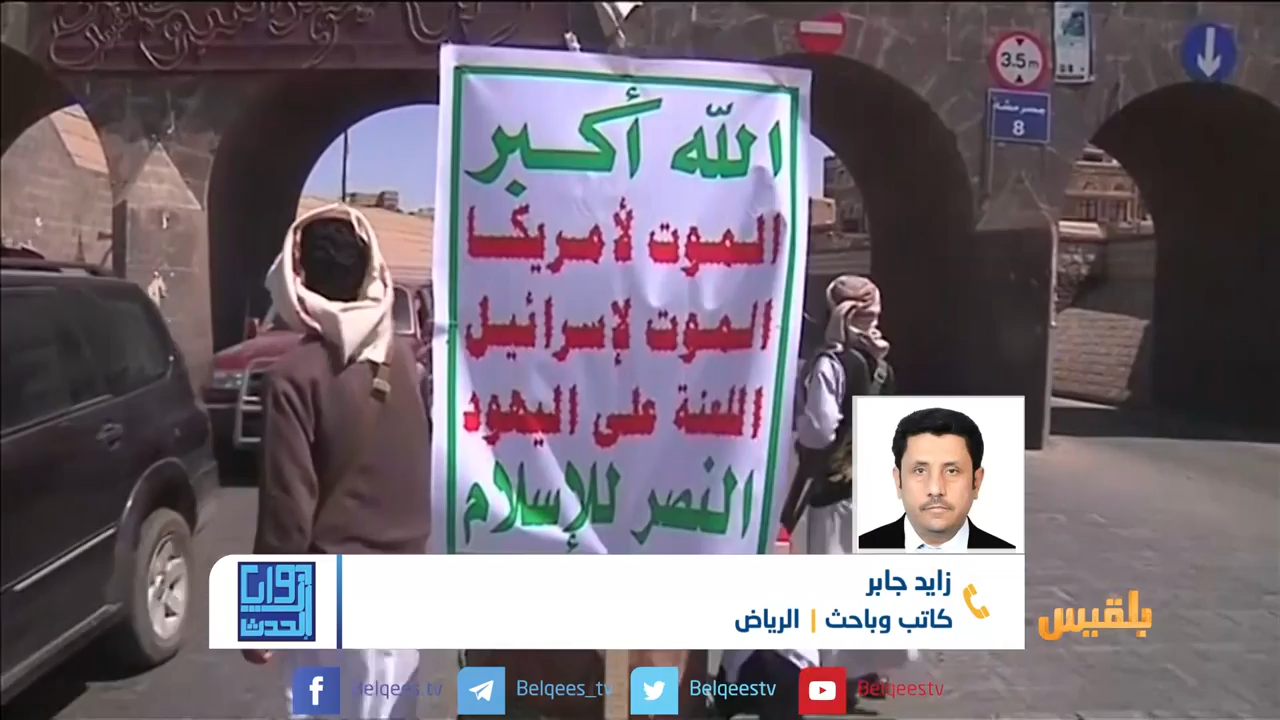 3.5m
8
الله أكبر
الموت لأمريكا
الموت لإسرائيل
اللعنة على اليهود
النصر للإسلام
زايد جابر
كاتب وباحث | الرياض
زوايا الحدث
بلقيس
Belqees.tv
Belqees_tv
Belqeestv
Belqeestv